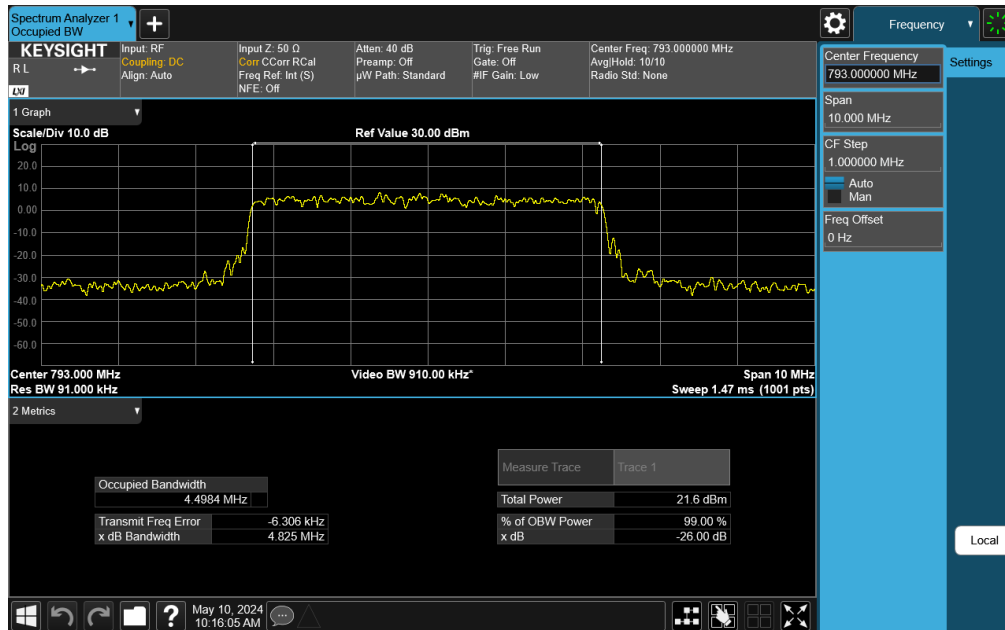 Spectrum Analyzer 1
Occupied BW
Frequency
KEYSIGHT
R L
LXI
Input: RF
Coupling: DC
Align: Auto
Input Z: 50 Ω
Corr CCorr RCal
Freq Ref: Int (S)
NFE: Off
Atten: 40 dB
Preamp: Off
µW Path: Standard
Trig: Free Run
Gate: Off
#IF Gain: Low
Center Freq: 793.000000 MHz
Avg|Hold: 10/10
Radio Std: None
Center Frequency
793.000000 MHz
Settings
Span
10.000 MHz
CF Step
1.000000 MHz
Auto
Man
Freq Offset
0 Hz
1 Graph
Scale/Div 10.0 dB
Ref Value 30.00 dBm
Log
20.0
10.0
0.00
-10.0
-20.0
-30.0
-40.0
-50.0
-60.0
Center 793.000 MHz
Video BW 910.00 kHz*
Span 10 MHz
Res BW 91.000 kHz
Sweep 1.47 ms (1001 pts)
2 Metrics
Measure Trace
Trace 1
Occupied Bandwidth
4.4984 MHz
Total Power
21.6 dBm
Transmit Freq Error
-6.306 kHz
% of OBW Power
99.00 %
x dB Bandwidth
4.825 MHz
x dB
-26.00 dB
Local
?
May 10, 2024
10:16:05 AM